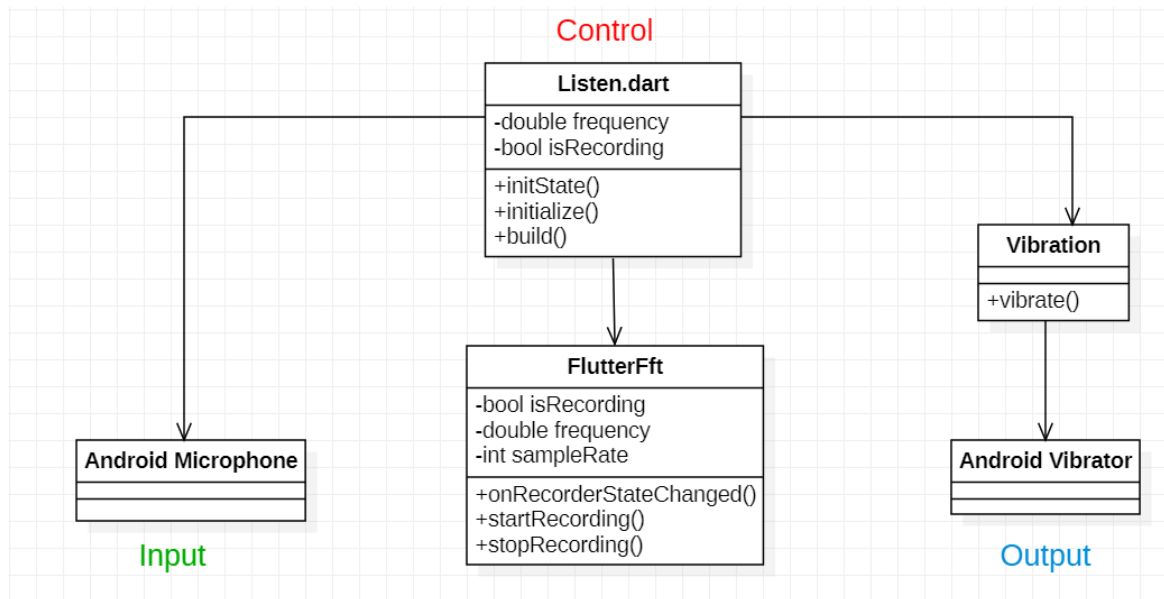 Control
Listen.dart
-double frequency
-bool isRecording
+initState()
+initialize()
+build()
Vibration
+vibrate()
FlutterFft
-bool isRecording
-double frequency
-int sampleRate
+onRecorderStateChanged()
+startRecording()
+stopRecording()
Android Microphone
Input
Android Vibrator
Output